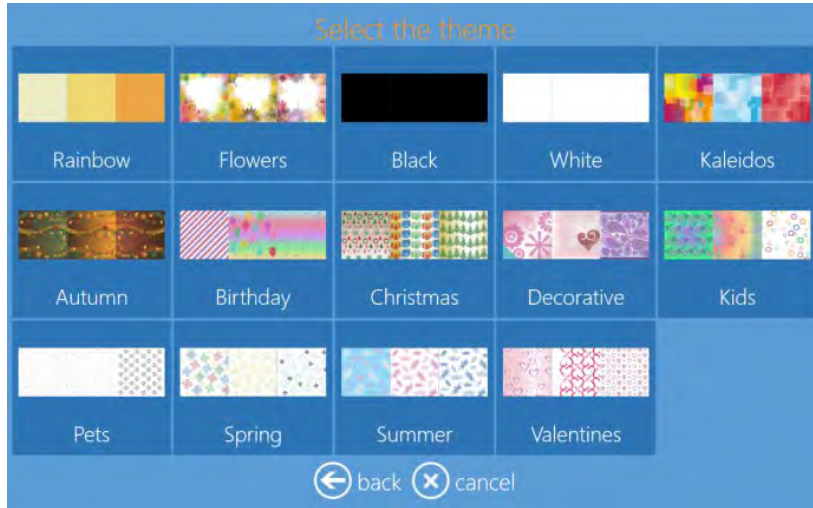 Select the theme
Rainbow Flowers Black White Kaleidos
Autumn Birthday Christmas Decorative Kids
Pets Spring Summer Valentines
back cancel